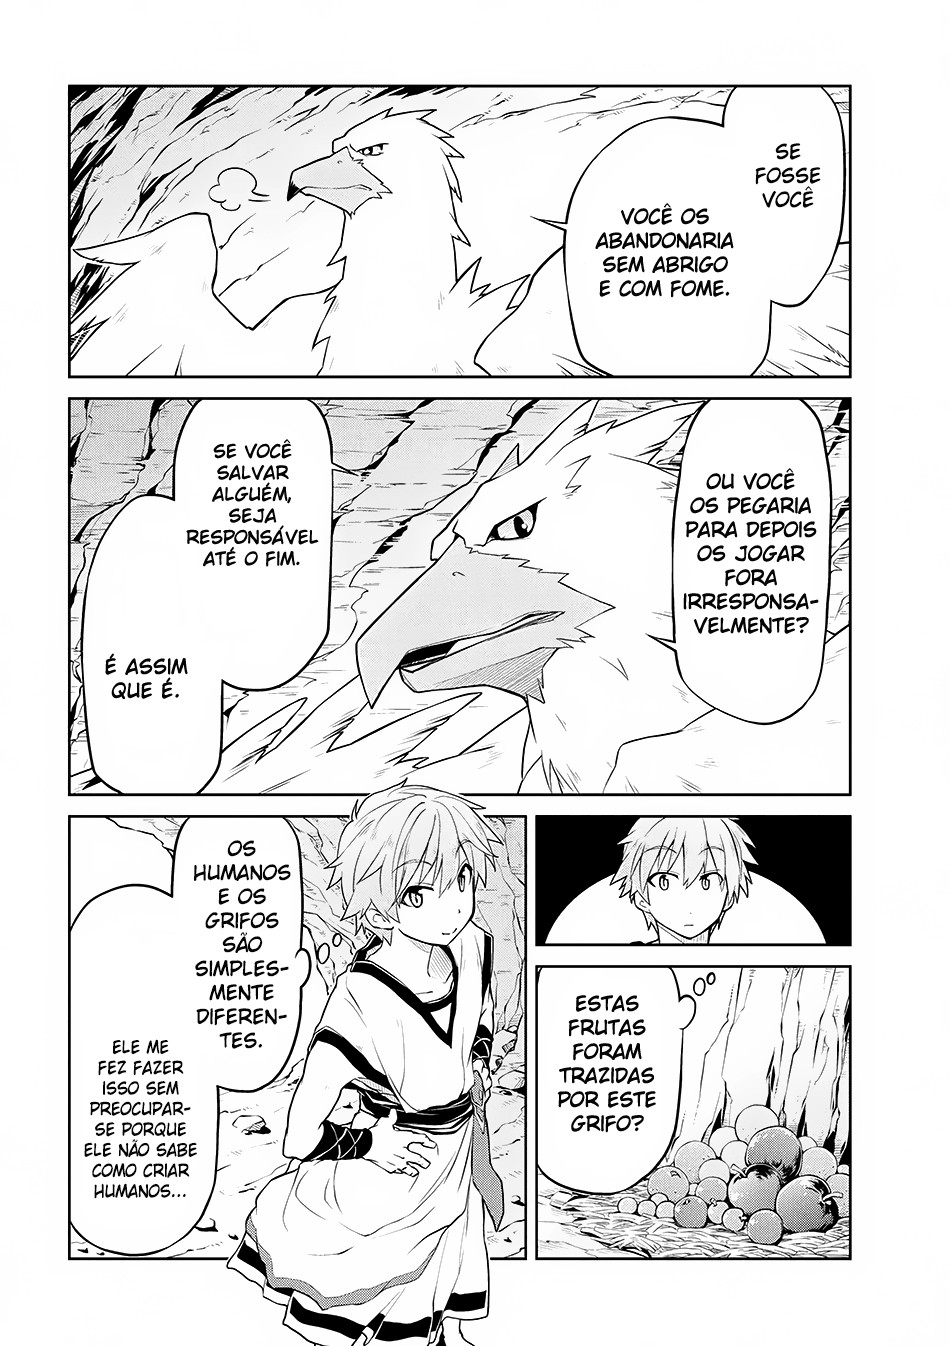 SE
FOSSE
VOCÊ
VOCÊ OS
ABANDONARIA
SEM ABRIGO
E COM FOME.
OU VOCÊ
OS PEGARIA
PARA DEPOIS
OS JOGAR
FORA
IRRESPONSA-
VELMENTE?
SE VOCÊ
SALVAR
ALGUÉM,
SEJA
RESPONSÁVEL
ATÉ O FIM.
É ASSIM
QUE É.
ESTAS
FRUTAS
FORAM
TRAZIDAS
POR ESTE
GRIFO?
OS
HUMANOS
E OS
GRIFOS
SÃO
SIMPLES-
MENTE
DIFEREN-
TES.
ELE ME
FEZ FAZER
ISSO SEM
PREOCUPAR-
SE PORQUE
ELE NÃO SABE
COMO CRIAR
HUMANOS...